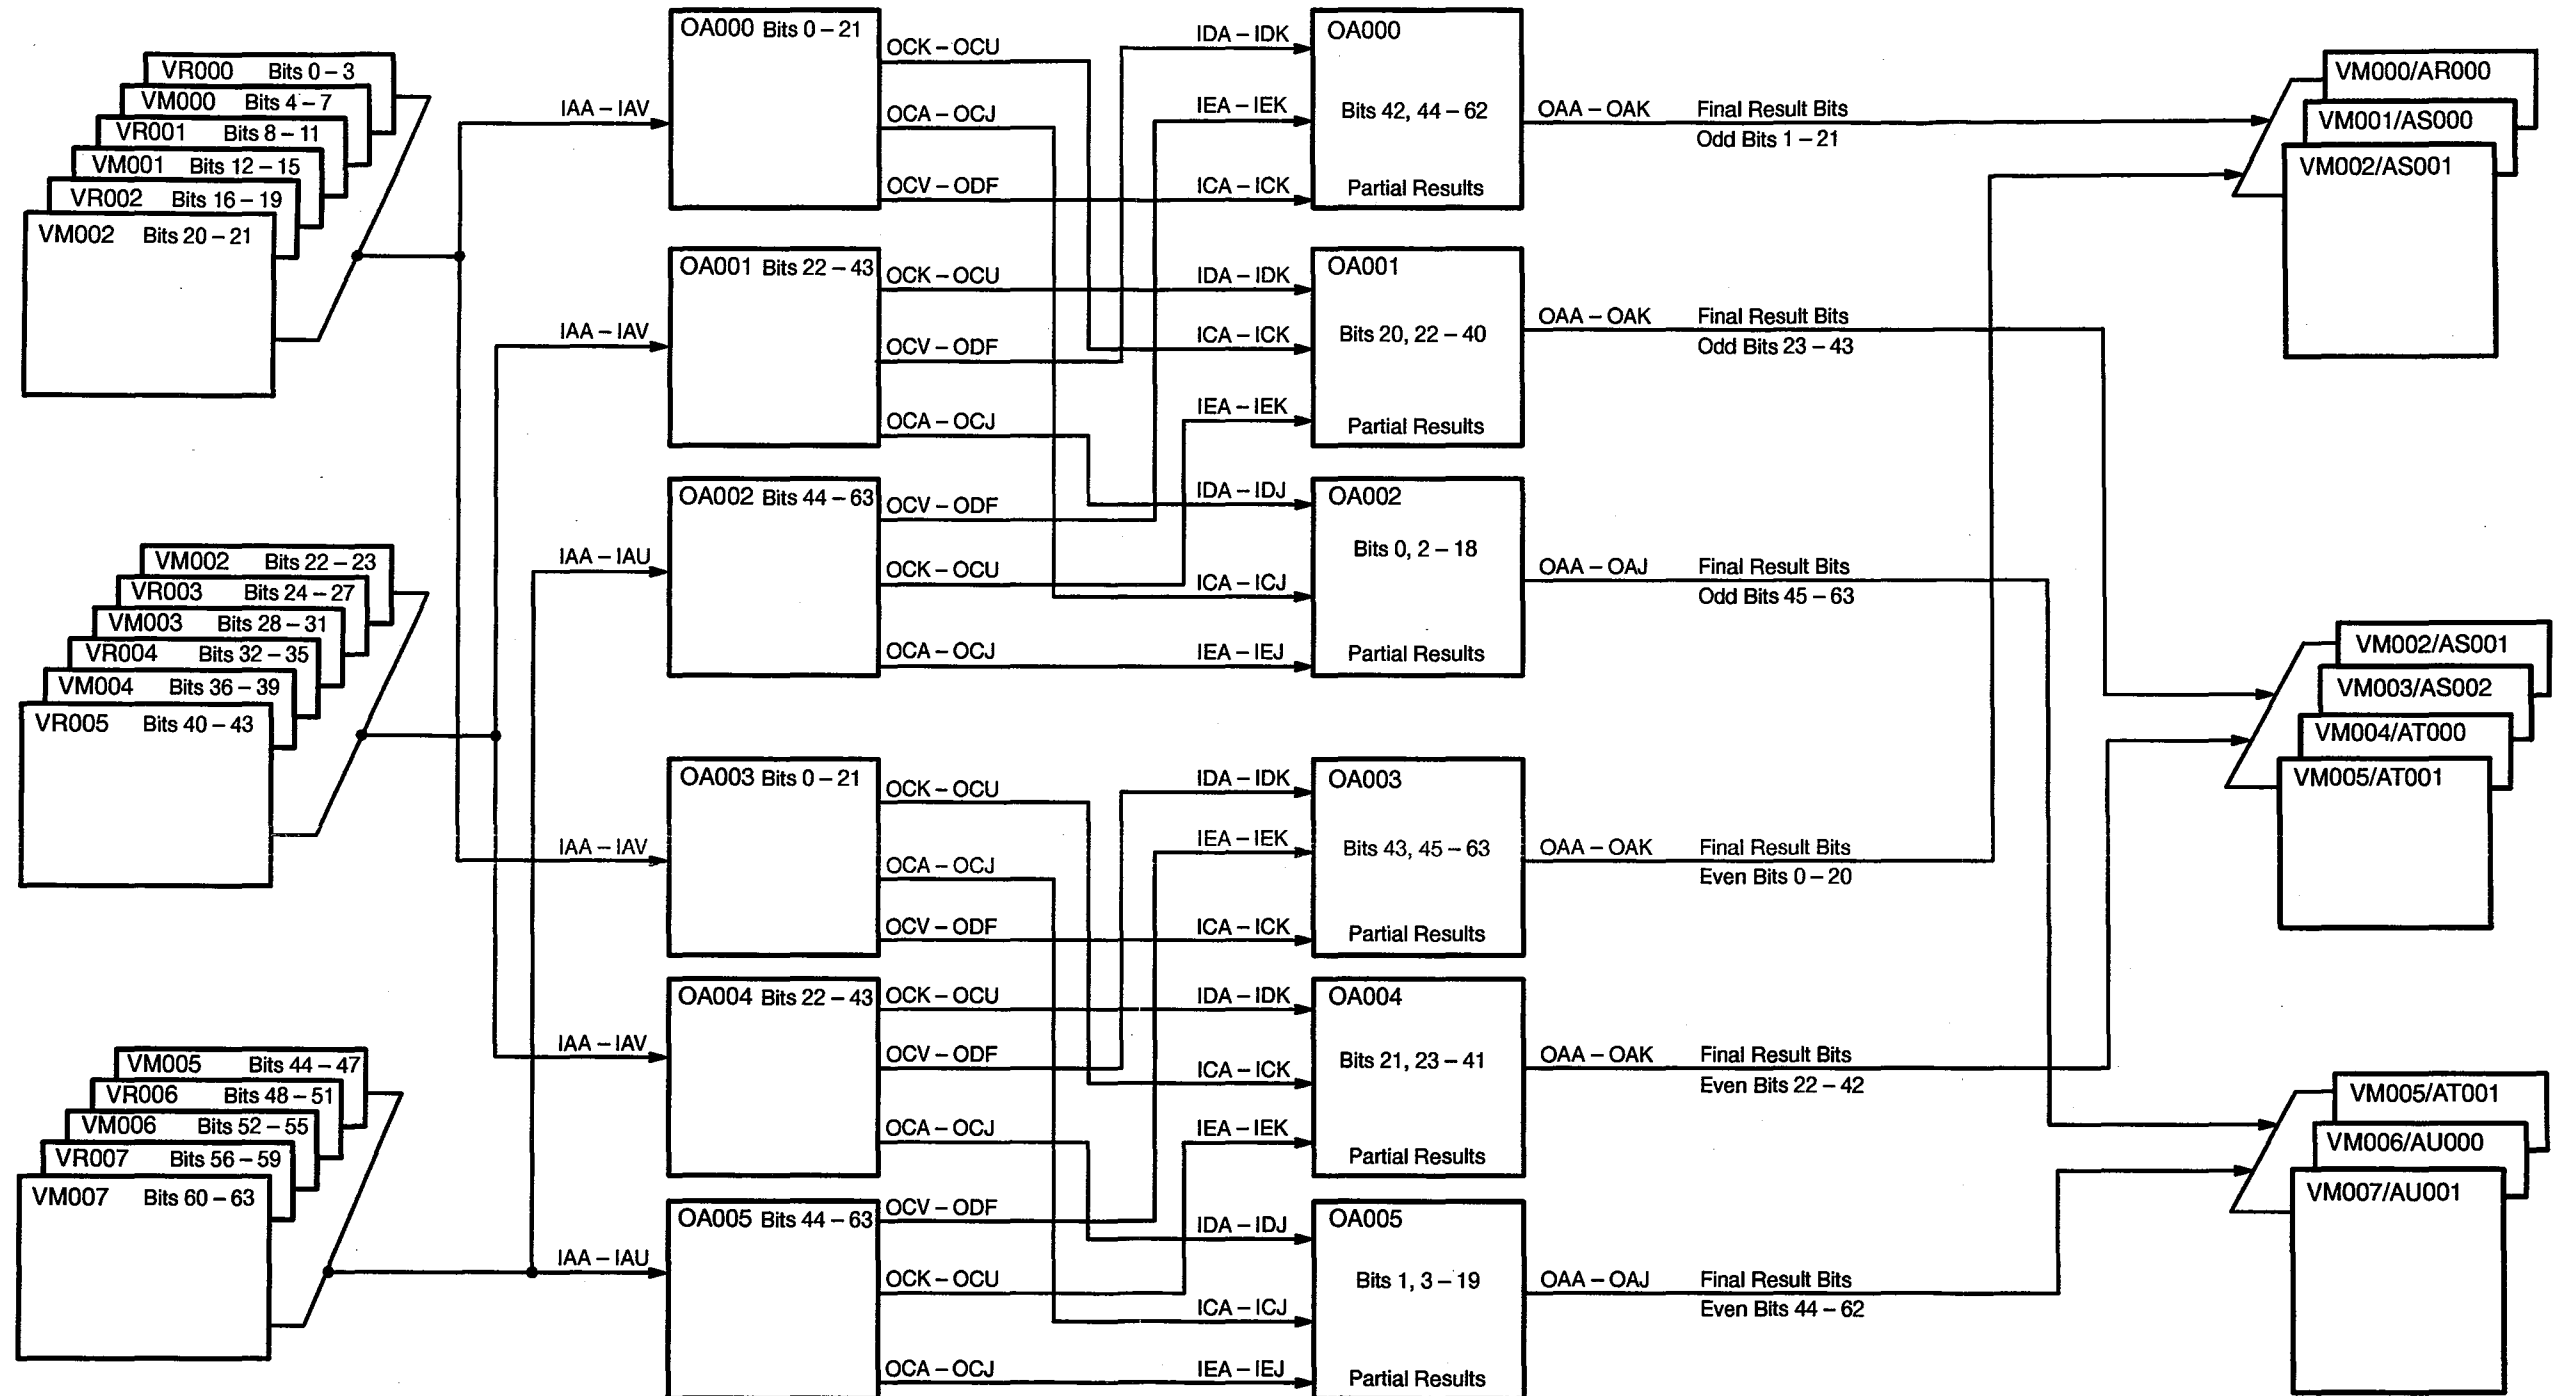 VR000 Bits 0 – 3
VM000 Bits 4 – 7
VR001 Bits 8 – 11
VM001 Bits 12 – 15
VR002 Bits 16 – 19
VM002 Bits 20 – 21
VM002 Bits 22 – 23
VR003 Bits 24 – 27
VM003 Bits 28 – 31
VR004 Bits 32 – 35
VM004 Bits 36 – 39
VR005 Bits 40 – 43
VM005 Bits 44 – 47
VR006 Bits 48 – 51
VM006 Bits 52 – 55
VR007 Bits 56 – 59
VM007 Bits 60 – 63
IAA – IAV
IAA – IAV
IAA – IAU
IAA – IAV
IAA – IAV
IAA – IAU
OA000 Bits 0 – 21
OCK – OCU
OCA – OCJ
OCV – ODF
OA001 Bits 22 – 43
OCK – OCU
OCV – ODF
OCA – OCJ
OA002 Bits 44 – 63
OCV – ODF
OCK – OCU
OCA – OCJ
OA003 Bits 0 – 21
OCK – OCU
OCA – OCJ
OCV – ODF
OA004 Bits 22 – 43
OCK – OCU
OCV – ODF
OCA – OCJ
OA005 Bits 44 – 63
OCV – ODF
OCK – OCU
OCA – OCJ
IDA – IDK
IEA – IEK
ICA – ICK
OA000
Bits 42, 44 – 62
Partial Results
IDA – IDK
ICA – ICK
IEA – IEK
OA001
Bits 20, 22 – 40
Partial Results
IDA – IDJ
ICA – ICJ
IEA – IEJ
OA002
Bits 0, 2 – 18
Partial Results
IDA – IDK
IEA – IEK
ICA – ICK
OA003
Bits 43, 45 – 63
Partial Results
IDA – IDK
ICA – ICK
IEA – IEK
OA004
Bits 21, 23 – 41
Partial Results
IDA – IDJ
ICA – ICJ
IEA – IEJ
OA005
Bits 1, 3 – 19
Partial Results
OAA – OAK Final Result Bits
Odd Bits 1 – 21
OAA – OAK Final Result Bits
Odd Bits 23 – 43
OAA – OAJ Final Result Bits
Odd Bits 45 – 63
OAA – OAK Final Result Bits
Even Bits 0 – 20
OAA – OAK Final Result Bits
Even Bits 22 – 42
OAA – OAJ Final Result Bits
Even Bits 44 – 62
VM000/AR000
VM001/AS000
VM002/AS001
VM002/AS001
VM003/AS002
VM004/AT000
VM005/AT001
VM005/AT001
VM006/AU000
VM007/AU001